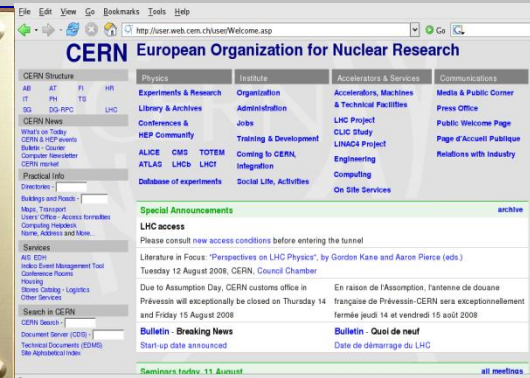 File Edit View Go Bookmarks Tools Help
http://user.web.cern.ch/user/Welcome.asp
Go
CERN European Organization for Nuclear Research
CERN Structure
AB AT FI HR
IT PH TS
SG DG-RPC LHC
CERN News
What's on Today
CERN & HEP events
Bulletin - Courier
Computer Newsletter
CERN market
Practical Info
Directories -
Buildings and Roads -
Maps, Transport
Users' Office - Access formalities
Computing Helpdesk
Name, Address and More...
Services
AIS EDH
Indico Event Management Tool
Conference Rooms
Housing
Stores Catalog - Logistics
Other Services
Search in CERN
CERN Search -
Document Server (CDS) -
Technical Documents (EDMS)
Site Alphabetical Index
Physics
Experiments & Research
Library & Archives
Conferences &
HEP Community
ALICE CMS TOTEM
ATLAS LHCb LHCf
Database of experiments
Institute
Organization
Administration
Jobs
Training & Development
Coming to CERN,
Integration
Social Life, Activities
Accelerators & Services
Accelerators, Machines
& Technical Facilities
LHC Project
CLIC Study
LINAC4 Project
Engineering
Computing
On Site Services
Communications
Media & Public Corner
Press Office
Public Welcome Page
Page d'Accueil Publique
Relations with Industry
Special Announcements archive
LHC access
Please consult new access conditions before entering the tunnel
Literature in Focus: "Perspectives on LHC Physics", by Gordon Kane and Aaron Pierce (eds.)
Tuesday 12 August 2008, CERN, Council Chamber
Due to Assumption Day, CERN customs office in
Prévessin will exceptionally be closed on Thursday 14
and Friday 15 August 2008
En raison de l'Assomption, l'antenne de douane
française de Prévessin-CERN sera exceptionnellement
fermée jeudi 14 et vendredi 15 août 2008
Bulletin - Breaking News
Start-up date announced
Bulletin - Quoi de neuf
Date de démarrage du LHC
Seminars today, 11 August all meetings